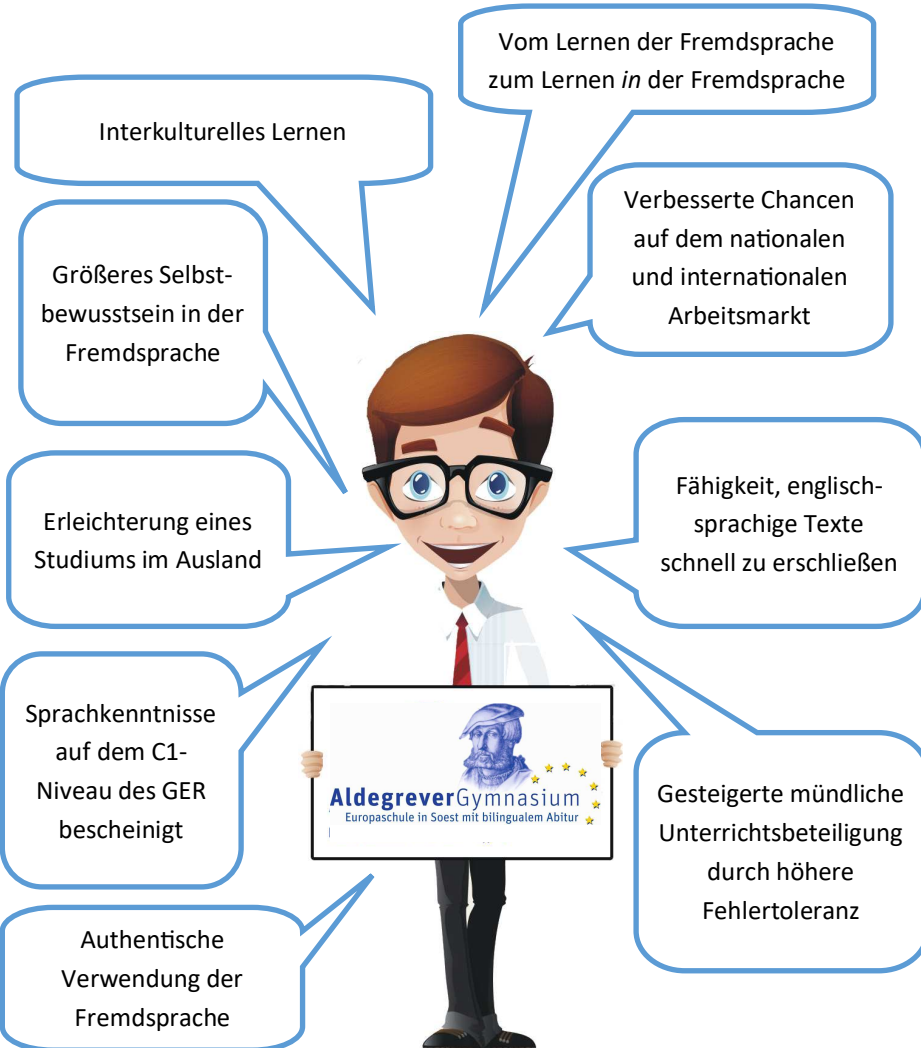 Vom Lernen der Fremdsprache
zum Lernen in der Fremdsprache
Interkulturelles Lernen
Verbesserte Chancen
auf dem nationalen
und internationalen
Arbeitsmarkt
Größeres Selbst-
bewusstsein in der
Fremdsprache
Fähigkeit, englisch-
sprachige Texte
schnell zu erschließen
Erleichterung eines
Studiums im Ausland
Sprachkenntnisse
auf dem C1-
Niveau des GER
bescheinigt
AldegreverGymnasium
Europaschule in Soest mit bilingualem Abitur
Gesteigerte mündliche
Unterrichtsbeteiligung
durch höhere
Fehlertoleranz
Authentische
Verwendung der
Fremdsprache